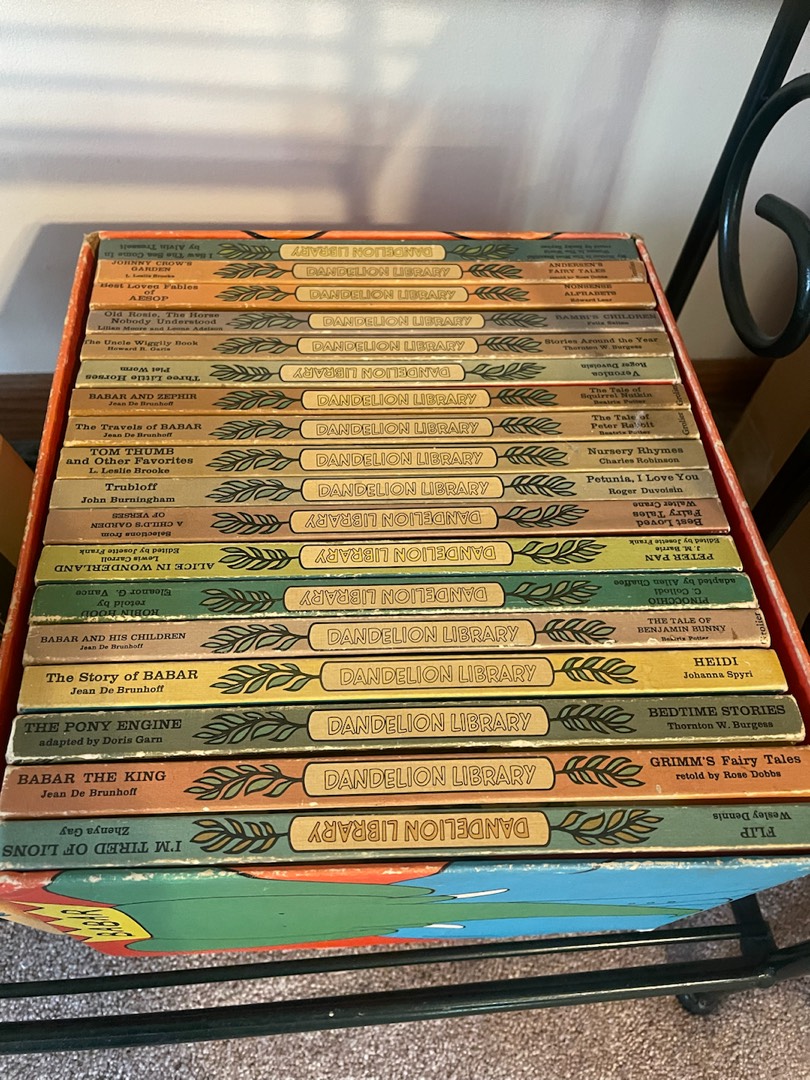 I Saw The Sea Come In
by Alvin Tresselt
DANDELION LIBRARY
JOHNNY CROW'S
GARDEN
L. Leslie Brooke
DANDELION LIBRARY
ANDERSEN'S
FAIRY TALES
Best Loved Fables
of
AESOP
DANDELION LIBRARY
NONSENSE
ALPHABETS
Edward Lear
Old Rosie, The Horse
Nobody Understood
Lilian Moore and Leone Adelson
DANDELION LIBRARY
BAMBI'S CHILDREN
Felix Salten
The Uncle Wiggily Book
Howard R. Garis
DANDELION LIBRARY
Stories Around the Year
Thornton W. Burgess
Three Little Horses
Piet Worm
DANDELION LIBRARY
Veronica
Roger Duvoisin
BABAR AND ZEPHIR
Jean De Brunhoff
DANDELION LIBRARY
The Tale of
Squirrel Nutkin
Beatrix Potter
The Travels of BABAR
Jean De Brunhoff
DANDELION LIBRARY
The Tale of
Peter Rabbit
Beatrix Potter
TOM THUMB
and Other Favorites
L. Leslie Brooke
DANDELION LIBRARY
Nursery Rhymes
Charles Robinson
Trubloff
John Burningham
DANDELION LIBRARY
Petunia, I Love You
Roger Duvoisin
Selecions from
A CHILD'S GARDEN
OF VERSES
DANDELION LIBRARY
Best Loved
Fairy Tales
Walter Crane
ALICE IN WONDERLAND
Lewis Carroll
Edited by Josette Frank
DANDELION LIBRARY
PETER PAN
J. M. Barrie
Edited by Josette Frank
ROBIN HOOD
retold by
Eleanor G. Vance
DANDELION LIBRARY
PINOCCHIO
C. Collodi
adapted by Allen Chaffee
BABAR AND HIS CHILDREN
Jean De Brunhoff
DANDELION LIBRARY
THE TALE OF
BENJAMIN BUNNY
Beatrix Potter
The Story of BABAR
Jean De Brunhoff
DANDELION LIBRARY
HEIDI
Johanna Spyri
THE PONY ENGINE
adapted by Doris Garn
DANDELION LIBRARY
BEDTIME STORIES
Thornton W. Burgess
BABAR THE KING
Jean De Brunhoff
DANDELION LIBRARY
GRIMM'S Fairy Tales
retold by Rose Dobbs
I'M TIRED OF LIONS
Zhenya Gay
DANDELION LIBRARY
FLIP
Wesley Dennis
BABAR